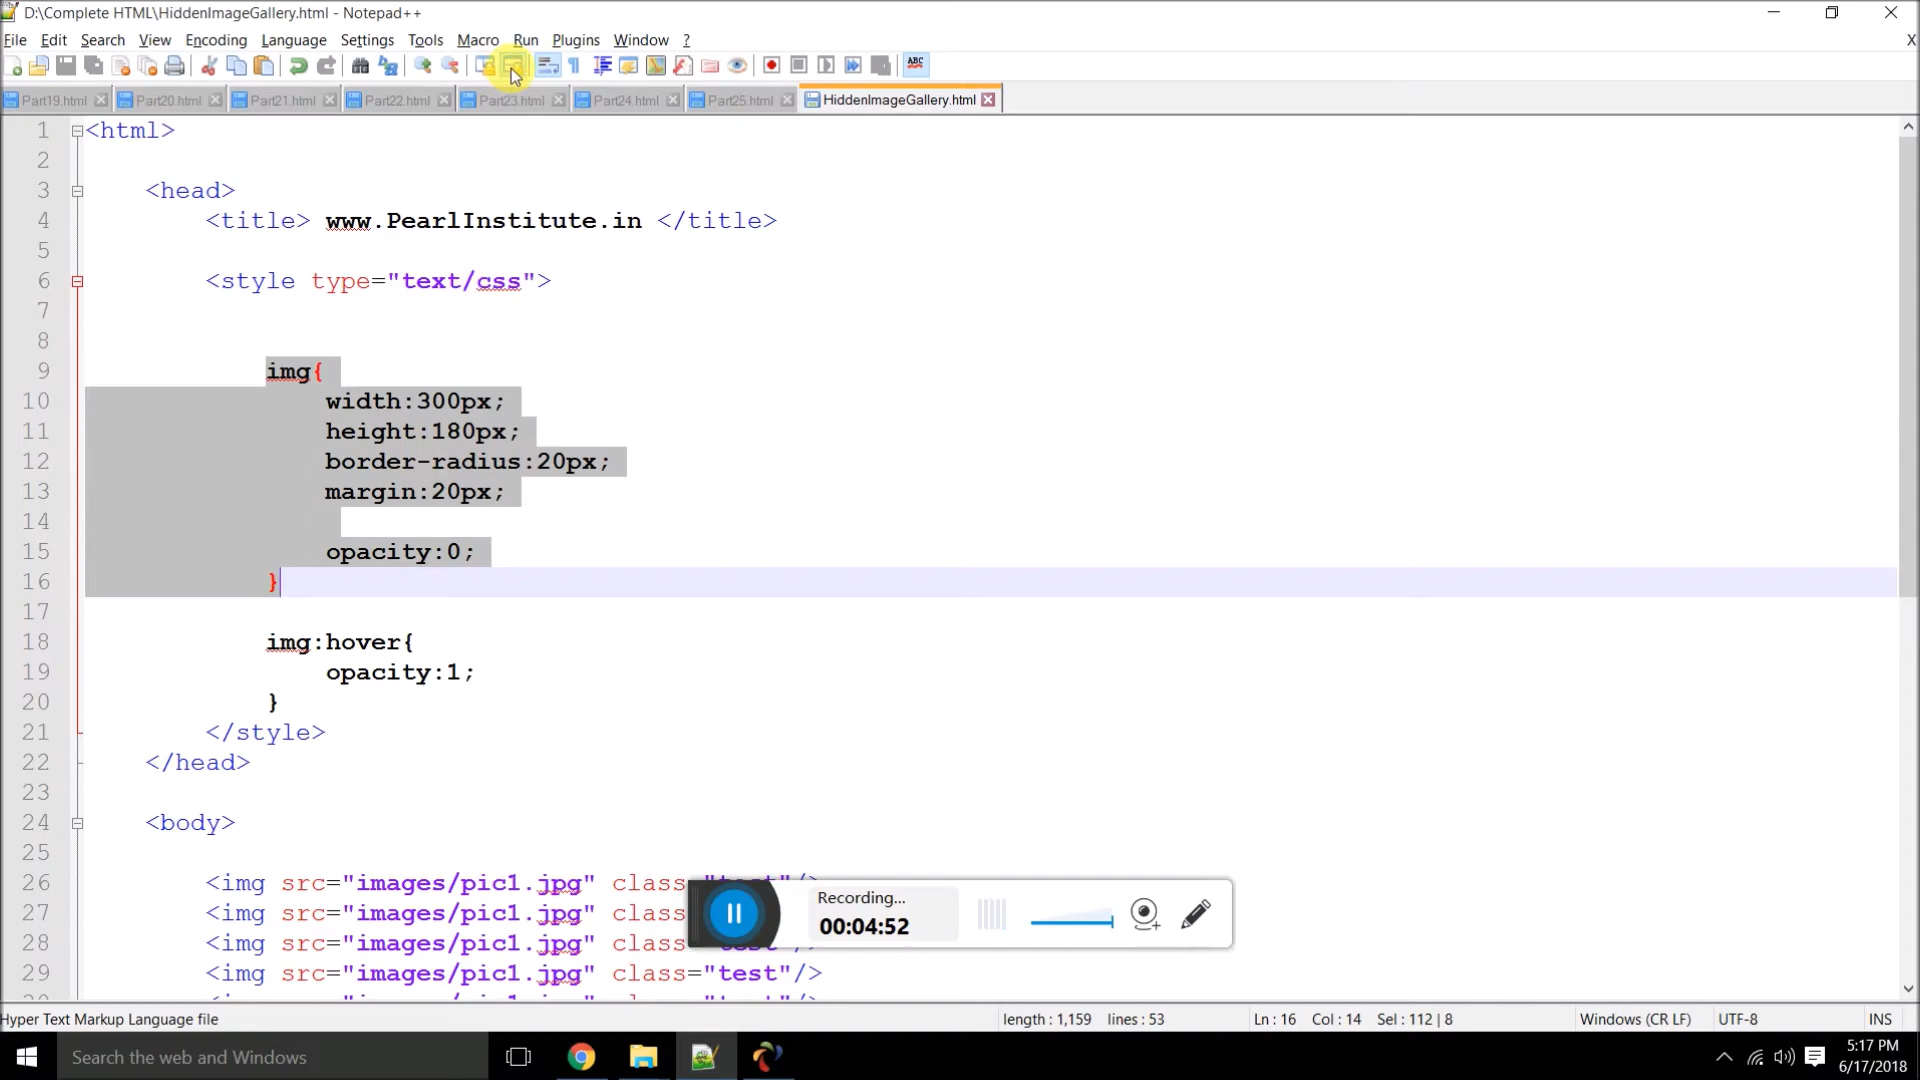 D:\Complete HTML\HiddenImageGallery.html - Notepad++
File Edit Search View Encoding Language Settings Tools Macro Run Plugins Window ? X
ABC
Part19.html Part20.html Part21.html Part22.html Part23.html Part24.html Part25.html HiddenImageGallery.html
1 <html>
2
3 <head>
4 <title> www.PearlInstitute.in </title>
5
6 <style type="text/css">
7
8
9 img{
10 width:300px;
11 height:180px;
12 border-radius:20px;
13 margin:20px;
14
15 opacity:0;
16 }
17
18 img:hover{
19 opacity:1;
20 }
21 </style>
22 </head>
23
24 <body>
25
26 <img src="images/pic1.jpg" class="test"/>
27 <img src="images/pic1.jpg" class
28 <img src="images/pic1.jpg" class="test"/>
29 <img src="images/pic1.jpg" class="test"/>
Recording...
00:04:52
Hyper Text Markup Language file length : 1,159 lines : 53 Ln : 16 Col : 14 Sel : 112 | 8 Windows (CR LF) UTF-8 INS
Search the web and Windows
5:17 PM
6/17/2018